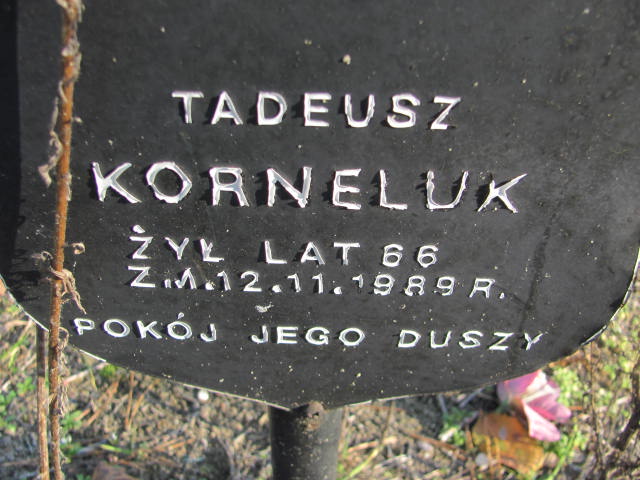 TADEUSZ
KORNELUK
ŻYŁ LAT 66
ZM.12.11.1989 R.
POKÓJ JEGO DUSZY